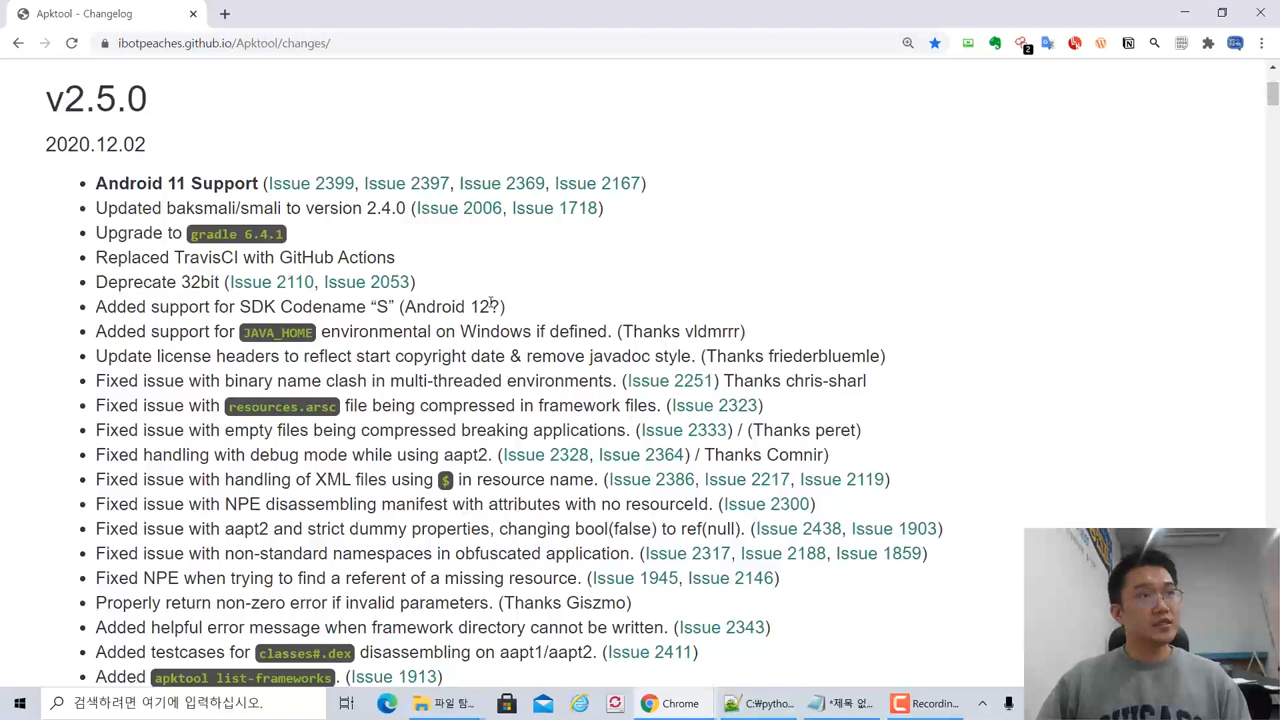 Apktool – Changelog
ibotpeaches.github.io/Apktool/changes/
2
v2.5.0
2020.12.02
Android 11 Support (Issue 2399, Issue 2397, Issue 2369, Issue 2167)
Updated baksmali/smali to version 2.4.0 (Issue 2006, Issue 1718)
Upgrade to gradle 6.4.1
Replaced TravisCI with GitHub Actions
Deprecate 32bit (Issue 2110, Issue 2053)
Added support for SDK Codename “S” (Android 12?)
Added support for JAVA_HOME environmental on Windows if defined. (Thanks vldmrrr)
Update license headers to reflect start copyright date & remove javadoc style. (Thanks friederbluemle)
Fixed issue with binary name clash in multi-threaded environments. (Issue 2251) Thanks chris-sharl
Fixed issue with resources.arsc file being compressed in framework files. (Issue 2323)
Fixed issue with empty files being compressed breaking applications. (Issue 2333) / (Thanks peret)
Fixed handling with debug mode while using aapt2. (Issue 2328, Issue 2364) / Thanks Comnir)
Fixed issue with handling of XML files using $ in resource name. (Issue 2386, Issue 2217, Issue 2119)
Fixed issue with NPE disassembling manifest with attributes with no resourceId. (Issue 2300)
Fixed issue with aapt2 and strict dummy properties, changing bool(false) to ref(null). (Issue 2438, Issue 1903)
Fixed issue with non-standard namespaces in obfuscated application. (Issue 2317, Issue 2188, Issue 1859)
Fixed NPE when trying to find a referent of a missing resource. (Issue 1945, Issue 2146)
Properly return non-zero error if invalid parameters. (Thanks Giszmo)
Added helpful error message when framework directory cannot be written. (Issue 2343)
Added testcases for classes#.dex disassembling on aapt1/aapt2. (Issue 2411)
Added apktool list-frameworks. (Issue 1913)
검색하려면 여기에 입력하십시오.
파일 탐...
Chrome
C:₩pytho...
*제목 없...
Recordin...